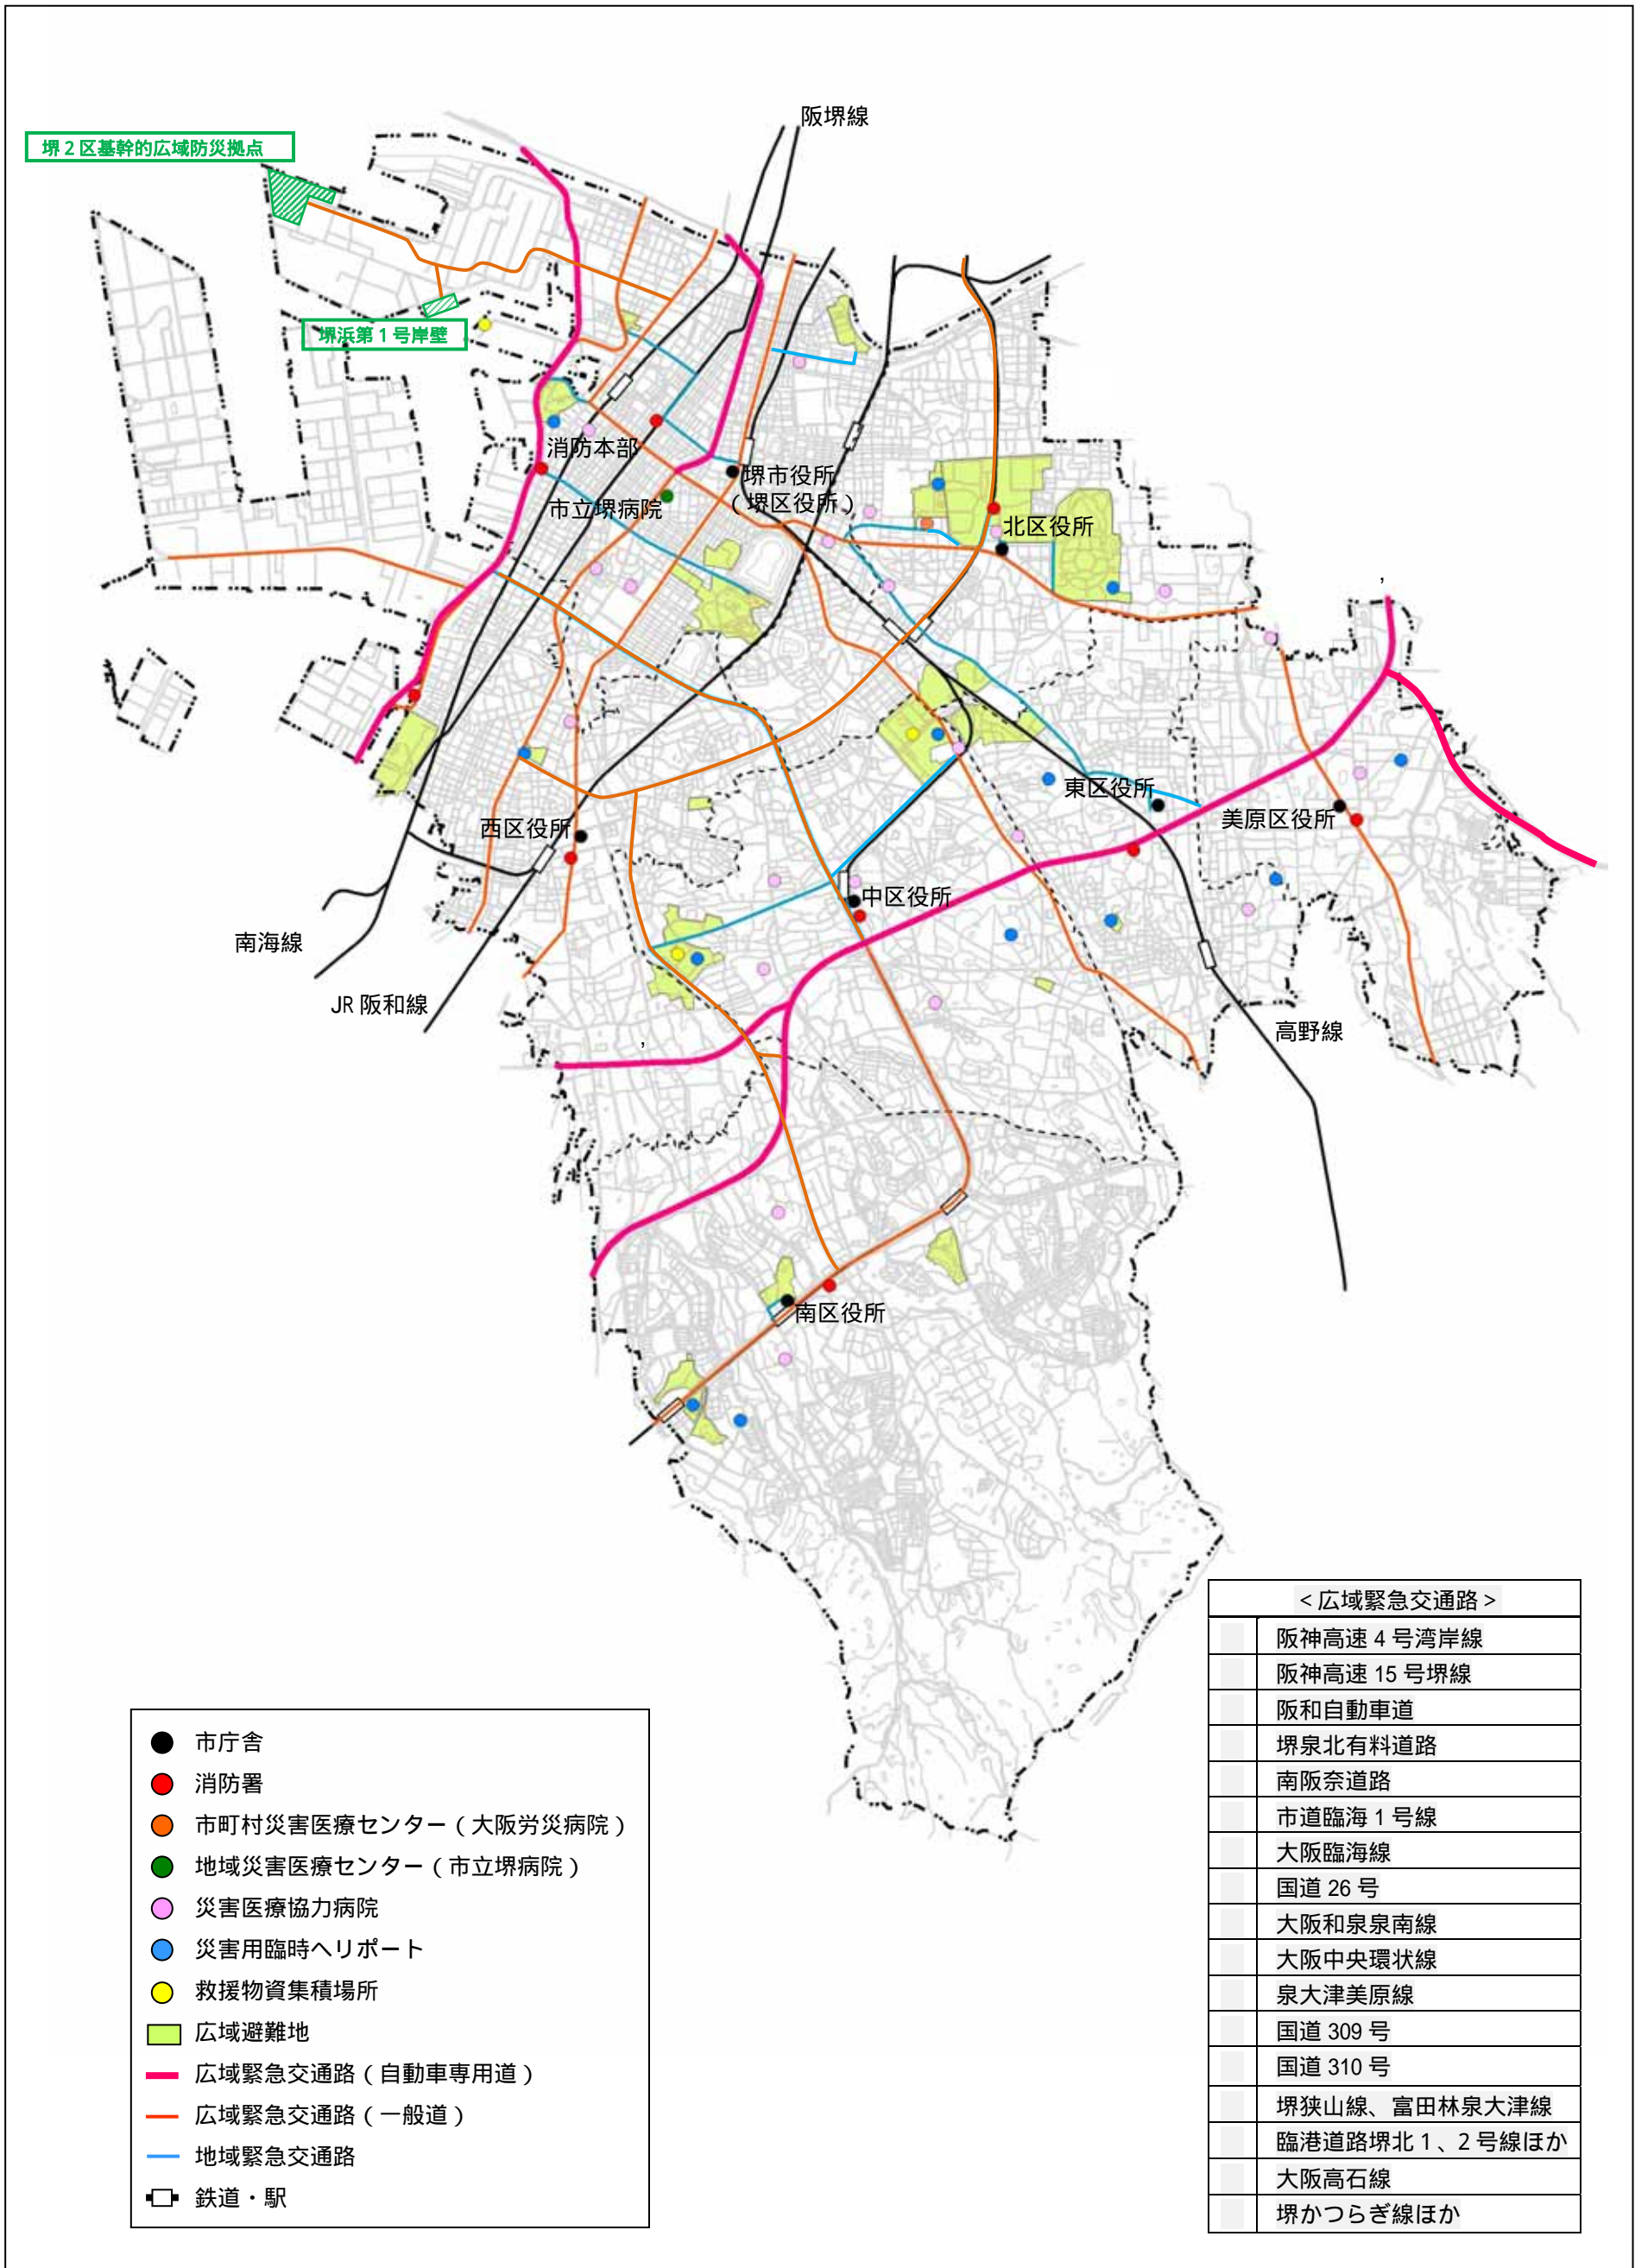 阪堺線
堺2区基幹的広域防災拠点
堺浜第1号岸壁
消防本部
堺市役所
（堺区役所）
市立堺病院
北区役所
,
東区役所
美原区役所
西区役所
中区役所
南海線
JR 阪和線
高野線
,
南区役所
＜広域緊急交通路＞
阪神高速 4 号湾岸線
阪神高速 15 号堺線
阪和自動車道
堺泉北有料道路
南阪奈道路
市道臨海 1 号線
大阪臨海線
国道 26 号
大阪和泉泉南線
大阪中央環状線
泉大津美原線
国道 309 号
国道 310 号
堺狭山線、富田林泉大津線
臨港道路堺北 1 、2 号線ほか
大阪高石線
堺かつらぎ線ほか
市庁舎
消防署
市町村災害医療センター（大阪労災病院）
地域災害医療センター（市立堺病院）
災害医療協力病院
災害用臨時ヘリポート
救援物資集積場所
広域避難地
広域緊急交通路（自動車専用道）
広域緊急交通路（一般道）
地域緊急交通路
鉄道・駅